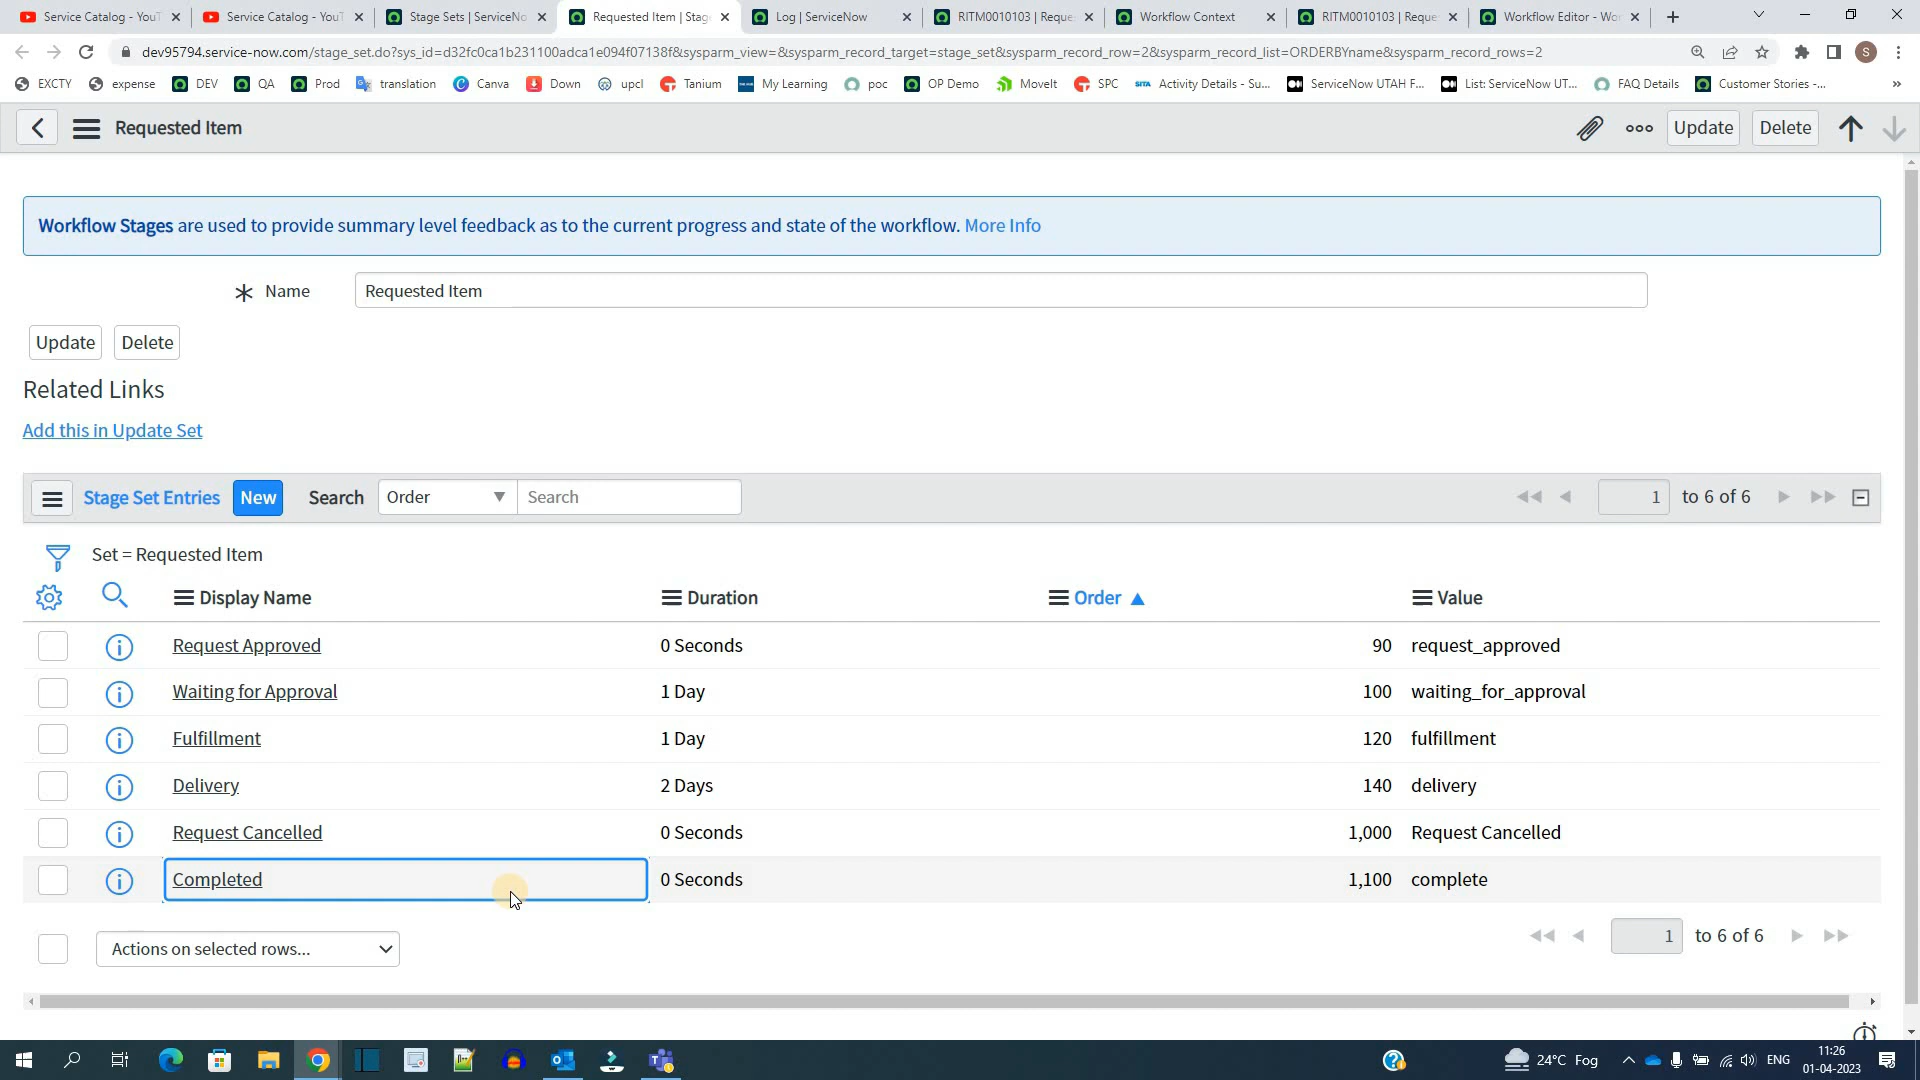 Service Catalog - YouT
Service Catalog - YouT
Stage Sets | ServiceNo
Requested Item | Stag
Log | ServiceNow
RITM0010103 | Reque
Workflow Context
RITM0010103 | Reque
Workflow Editor - Wo
dev95794.service-now.com/stage_set.do?sys_id=d32fc0ca1b231100adca1e094f07138f&sysparm_view=&sysparm_record_target=stage_set&sysparm_record_row=2&sysparm_record_list=ORDERBYname&sysparm_record_rows=2
S
EXCTY
expense
DEV
QA
Prod
translation
Canva
Down
upcl
Tanium
My Learning
poc
OP Demo
MoveIt
SPC
SITA Activity Details - Su...
ServiceNow UTAH F...
List: ServiceNow UT...
FAQ Details
Customer Stories -...
»
Requested Item
Update
Delete
Workflow Stages are used to provide summary level feedback as to the current progress and state of the workflow. More Info
Name
Requested Item
Update
Delete
Related Links
Add this in Update Set
Stage Set Entries
New
Search
Order
Search
1 to 6 of 6
Set = Requested Item
Display Name
Duration
Order
Value
Request Approved 0 Seconds 90 request_approved
Waiting for Approval 1 Day 100 waiting_for_approval
Fulfillment 1 Day 120 fulfillment
Delivery 2 Days 140 delivery
Request Cancelled 0 Seconds 1,000 Request Cancelled
Completed 0 Seconds 1,100 complete
Actions on selected rows...
1 to 6 of 6
24°C Fog
ENG
11:26
01-04-2023